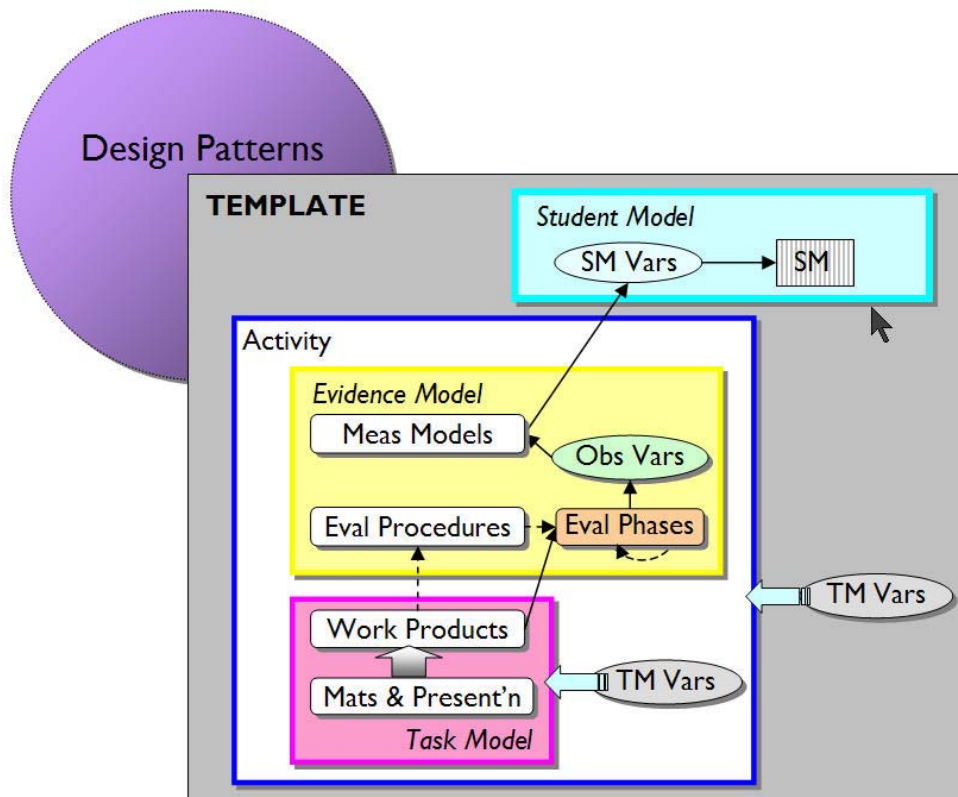 Design Patterns
TEMPLATE
Student Model
SM Vars
SM
Activity
Evidence Model
Meas Models
Obs Vars
Eval Procedures
Eval Phases
TM Vars
Work Products
TM Vars
Mats & Present'n
Task Model